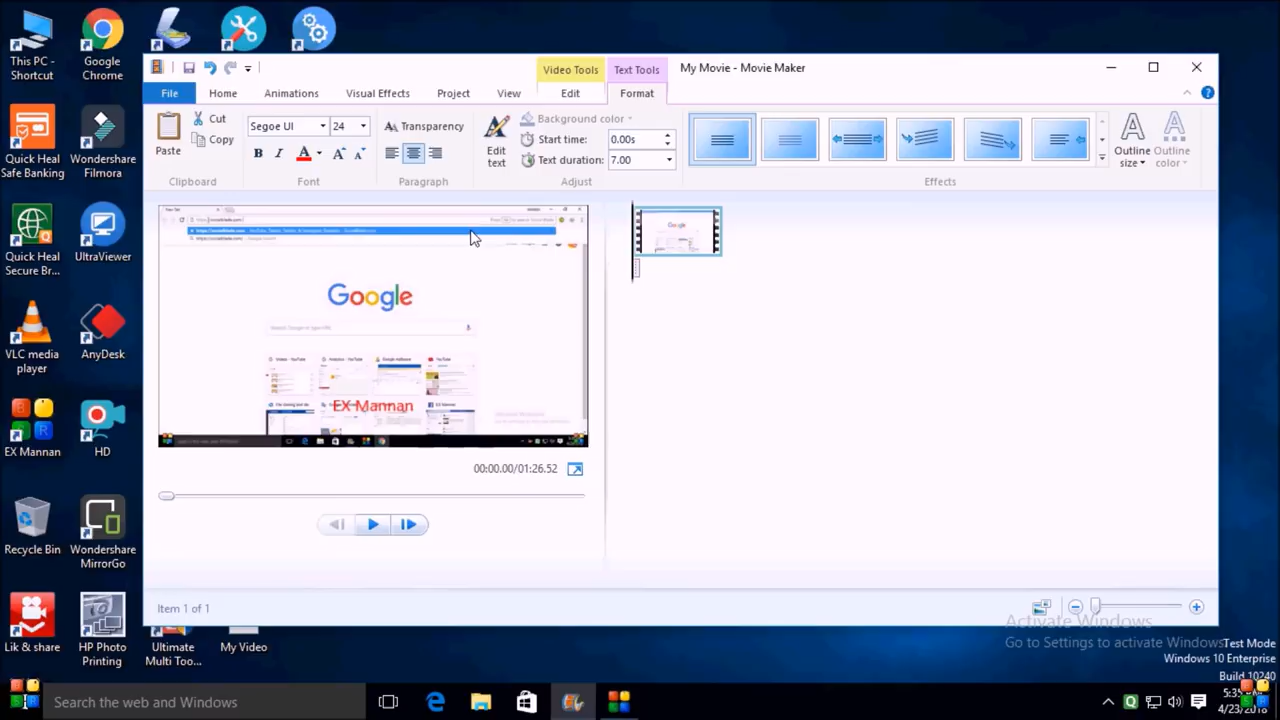 This PC - Shortcut
Google Chrome
Quick Heal Safe Banking
Wondershare Filmora
Quick Heal Secure Br...
UltraViewer
VLC media player
AnyDesk
EX Mannan
HD
Recycle Bin
Wondershare MirrorGo
Lik & share
HP Photo Printing
Ultimate Multi Too...
My Video
Video Tools
Text Tools
My Movie - Movie Maker
File
Home
Animations
Visual Effects
Project
View
Edit
Format
Paste
Cut
Copy
Clipboard
Segoe UI
24
Font
Transparency
Paragraph
Edit text
Background color
Start time: 0.00s
Text duration: 7.00
Adjust
Effects
Outline size
Outline color
Google
EX Mannan
00:00.00/01:26.52
Item 1 of 1
Activate Windows
Go to Settings to activate Windows
Test Mode
Windows 10 Enterprise
Build 10240
Search the web and Windows
4/23/2018